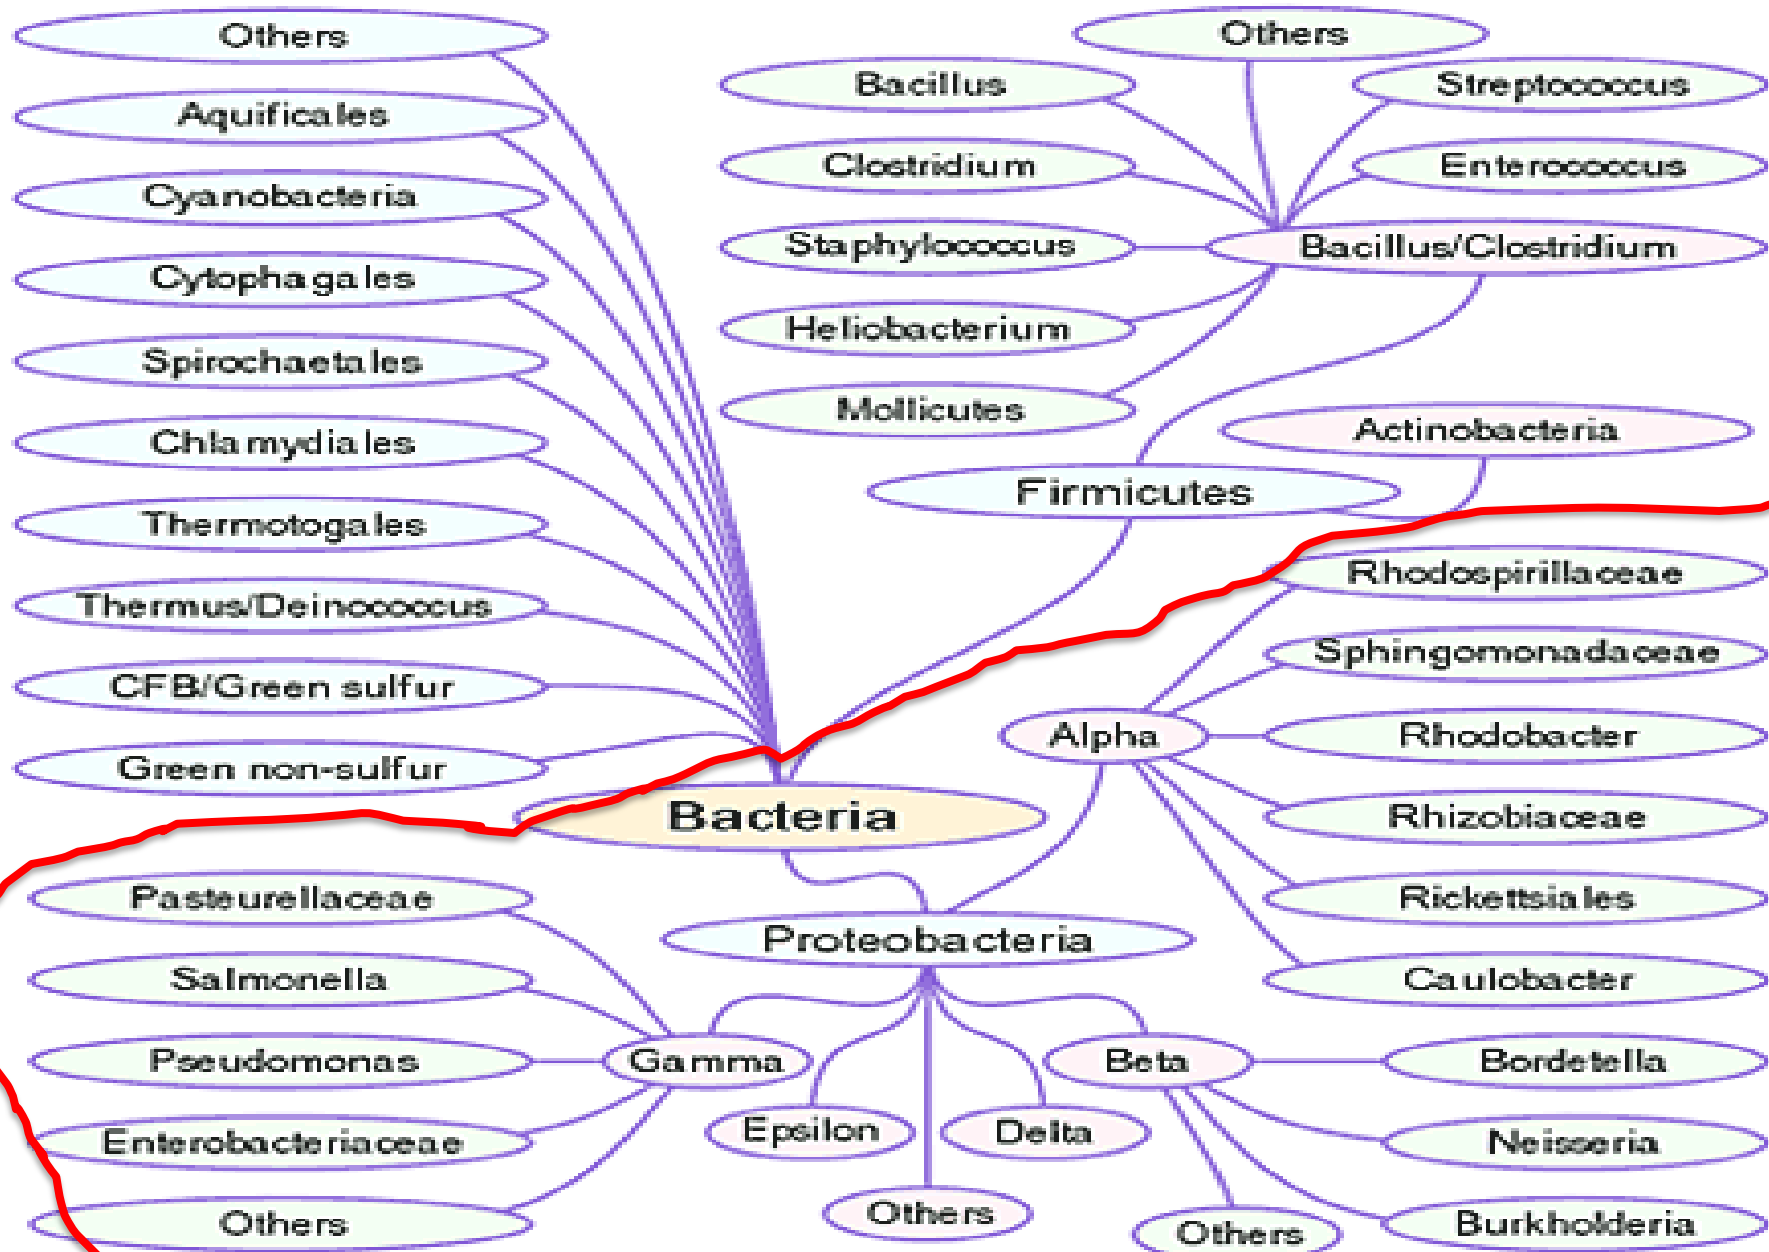 Others
Aquificales
Cyanobacteria
Cytophagales
Spirochaetales
Chlamydiales
Thermotogales
Thermus/Deinococcus
CFB/Green sulfur
Green non-sulfur
Others
Bacillus
Streptococcus
Clostridium
Enterococcus
Staphylococcus
Bacillus/Clostridium
Heliobacterium
Mollicutes
Actinobacteria
Firmicutes
Rhodospirillaceae
Sphingomonadaceae
Alpha
Rhodobacter
Bacteria
Rhizobiaceae
Rickettsiales
Caulobacter
Proteobacteria
Pasteurellaceae
Salmonella
Pseudomonas
Gamma
Enterobacteriaceae
Others
Epsilon
Delta
Others
Beta
Bordetella
Neisseria
Others
Burkholderia